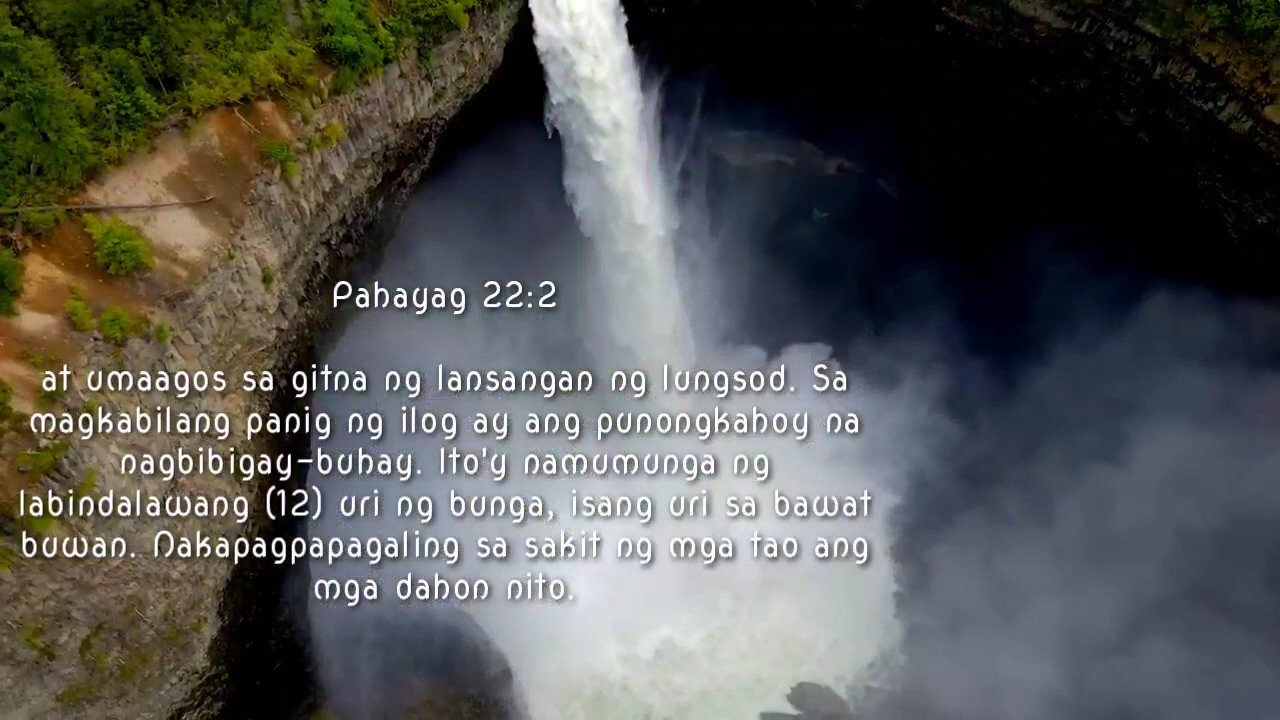 Pahayag 22:2
at umaagos sa gitna ng lansangan ng lungsod. Sa
magkabilang panig ng ilog ay ang punongkahoy na
nagbibigay-buhay. Ito'y namumunga ng
labindalawang (12) uri ng bunga, isang uri sa bawat
buwan. Nakapagpapagaling sa sakit ng mga tao ang
mga dahon nito.